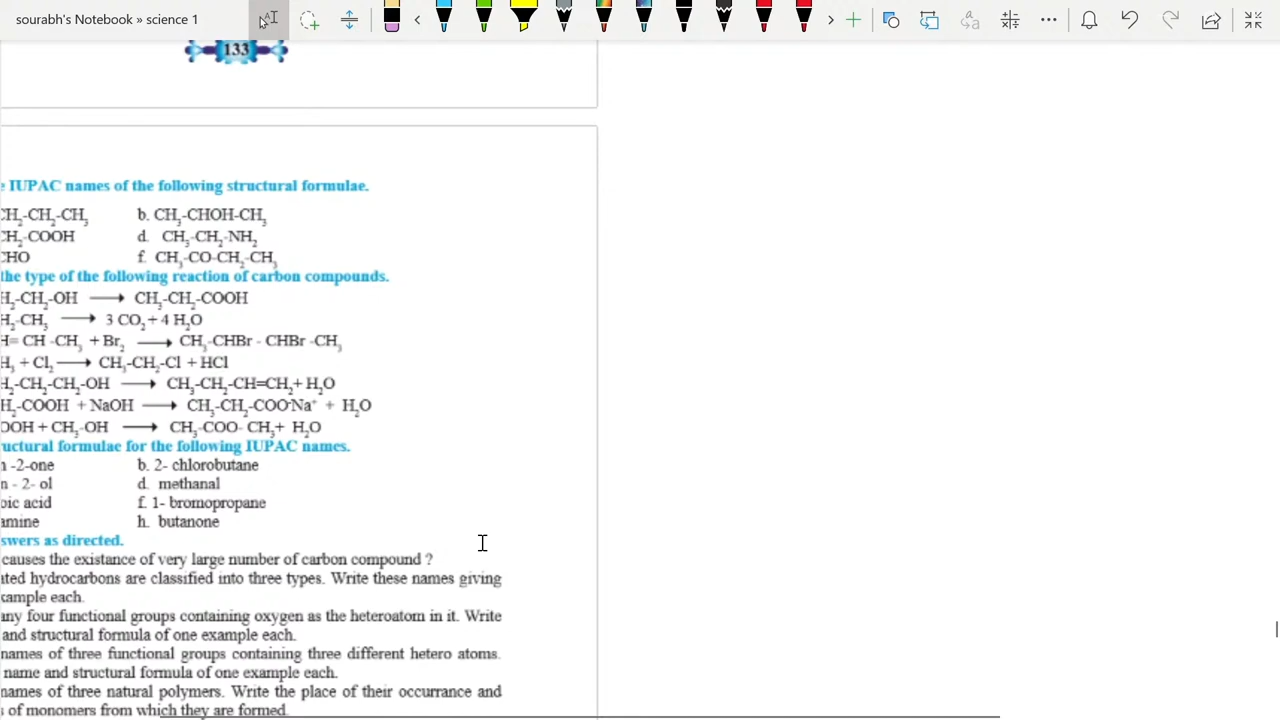 sourabh's Notebook » science 1
133
IUPAC names of the following structural formulae.
CH₂-CH₂-CH₃ b. CH₃-CHOH-CH₃
CH₂-COOH d. CH₃-CH₂-NH₂
CHO f. CH₃-CO-CH₂-CH₃
the type of the following reaction of carbon compounds.
H₂-CH₂-OH ⟶ CH₃-CH₂-COOH
H₂-CH₃ ⟶ 3 CO₂ + 4 H₂O
H= CH -CH₃ + Br₂ ⟶ CH₃-CHBr - CHBr -CH₃
H₃ + Cl₂ ⟶ CH₃-CH₂-Cl + HCl
H₂-CH₂-CH₂-OH ⟶ CH₃-CH₂-CH=CH₂+ H₂O
H₂-COOH + NaOH ⟶ CH₃-CH₂-COO⁻Na⁺ + H₂O
OOH + CH₃-OH ⟶ CH₃-COO- CH₃+ H₂O
uctural formulae for the following IUPAC names.
n -2-one b. 2- chlorobutane
n - 2- ol d. methanal
oic acid f. 1- bromopropane
amine h. butanone
swers as directed.
causes the existance of very large number of carbon compound ?
ated hydrocarbons are classified into three types. Write these names giving
xample each.
any four functional groups containing oxygen as the heteroatom in it. Write
and structural formula of one example each.
names of three functional groups containing three different hetero atoms.
name and structural formula of one example each.
names of three natural polymers. Write the place of their occurrance and
of monomers from which they are formed.